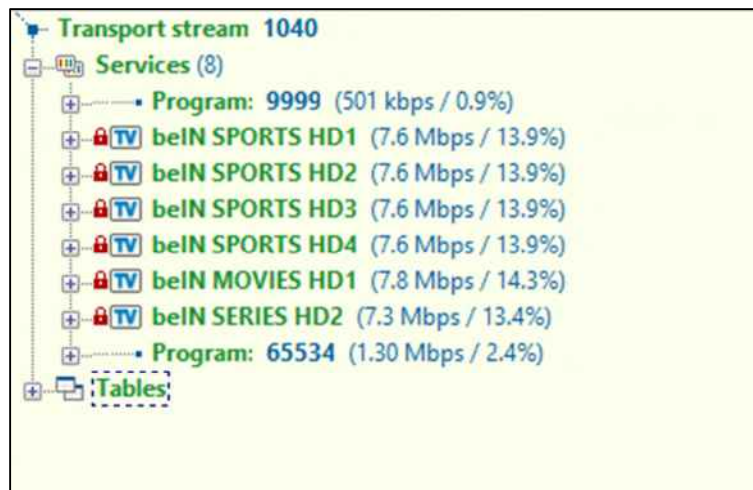 Transport stream 1040
Services (8)
Program: 9999 (501 kbps / 0.9%)
TV beIN SPORTS HD1 (7.6 Mbps / 13.9%)
TV beIN SPORTS HD2 (7.6 Mbps / 13.9%)
TV beIN SPORTS HD3 (7.6 Mbps / 13.9%)
TV beIN SPORTS HD4 (7.6 Mbps / 13.9%)
TV beIN MOVIES HD1 (7.8 Mbps / 14.3%)
TV beIN SERIES HD2 (7.3 Mbps / 13.4%)
Program: 65534 (1.30 Mbps / 2.4%)
Tables